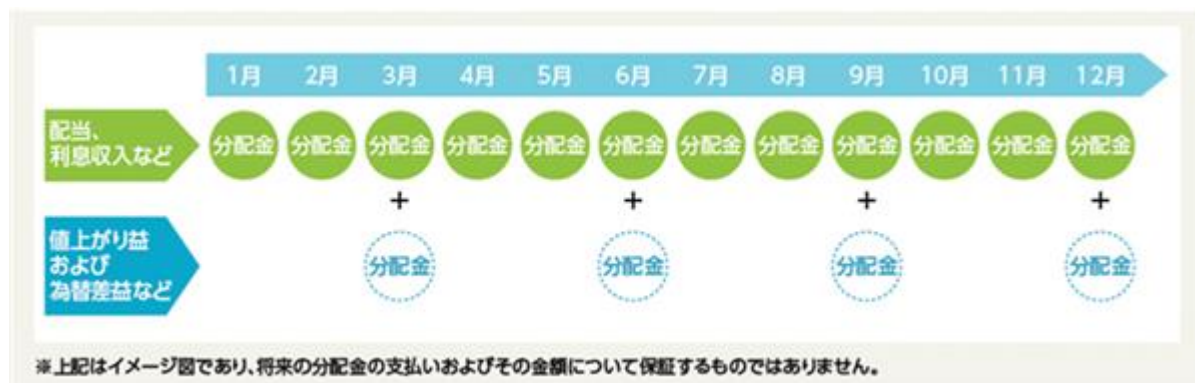 1月 2月 3月 4月 5月 6月 7月 8月 9月 10月 11月 12月
配当、
利息収入など
分配金 分配金 分配金 分配金 分配金 分配金 分配金 分配金 分配金 分配金 分配金 分配金
+ + + +
値上がり益
および
為替差益など
分配金 分配金 分配金 分配金
※上記はイメージ図であり、将来の分配金の支払いおよびその金額について保証するものではありません。